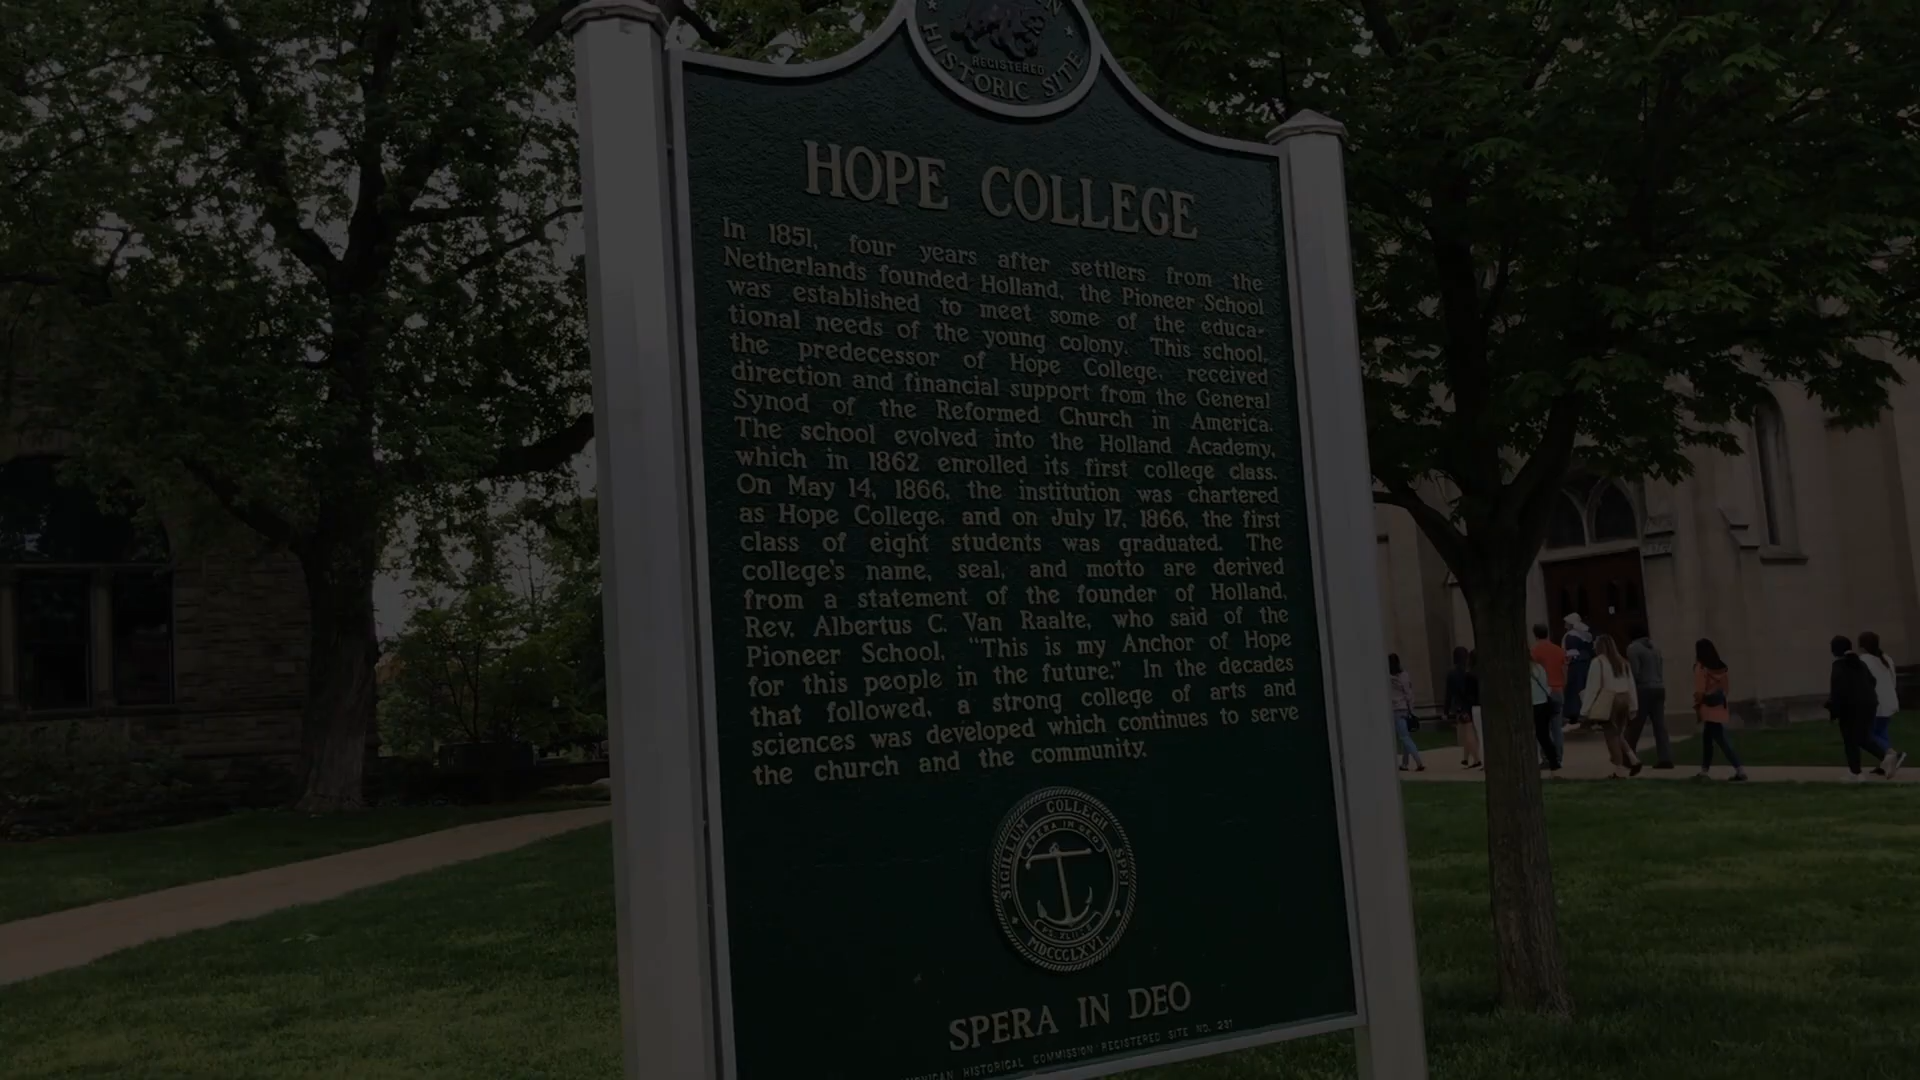 REGISTERED
HISTORIC SITE
HOPE COLLEGE
In 1851, four years after settlers from the
Netherlands founded Holland, the Pioneer School
was established to meet some of the educa-
tional needs of the young colony. This school,
the predecessor of Hope College, received
direction and financial support from the General
Synod of the Reformed Church in America.
The school evolved into the Holland Academy,
which in 1862 enrolled its first college class.
On May 14, 1866, the institution was chartered
as Hope College, and on July 17, 1866, the first
class of eight students was graduated. The
college's name, seal, and motto are derived
from a statement of the founder of Holland,
Rev. Albertus C. Van Raalte, who said of the
Pioneer School, "This is my Anchor of Hope
for this people in the future." In the decades
that followed, a strong college of arts and
sciences was developed which continues to serve
the church and the community.
SIGILLUM COLLEGII SPEI
SPERA IN DEO
MDCCCLXVI
SPERA IN DEO
HISTORICAL COMMISSION REGISTERED SITE NO. 231